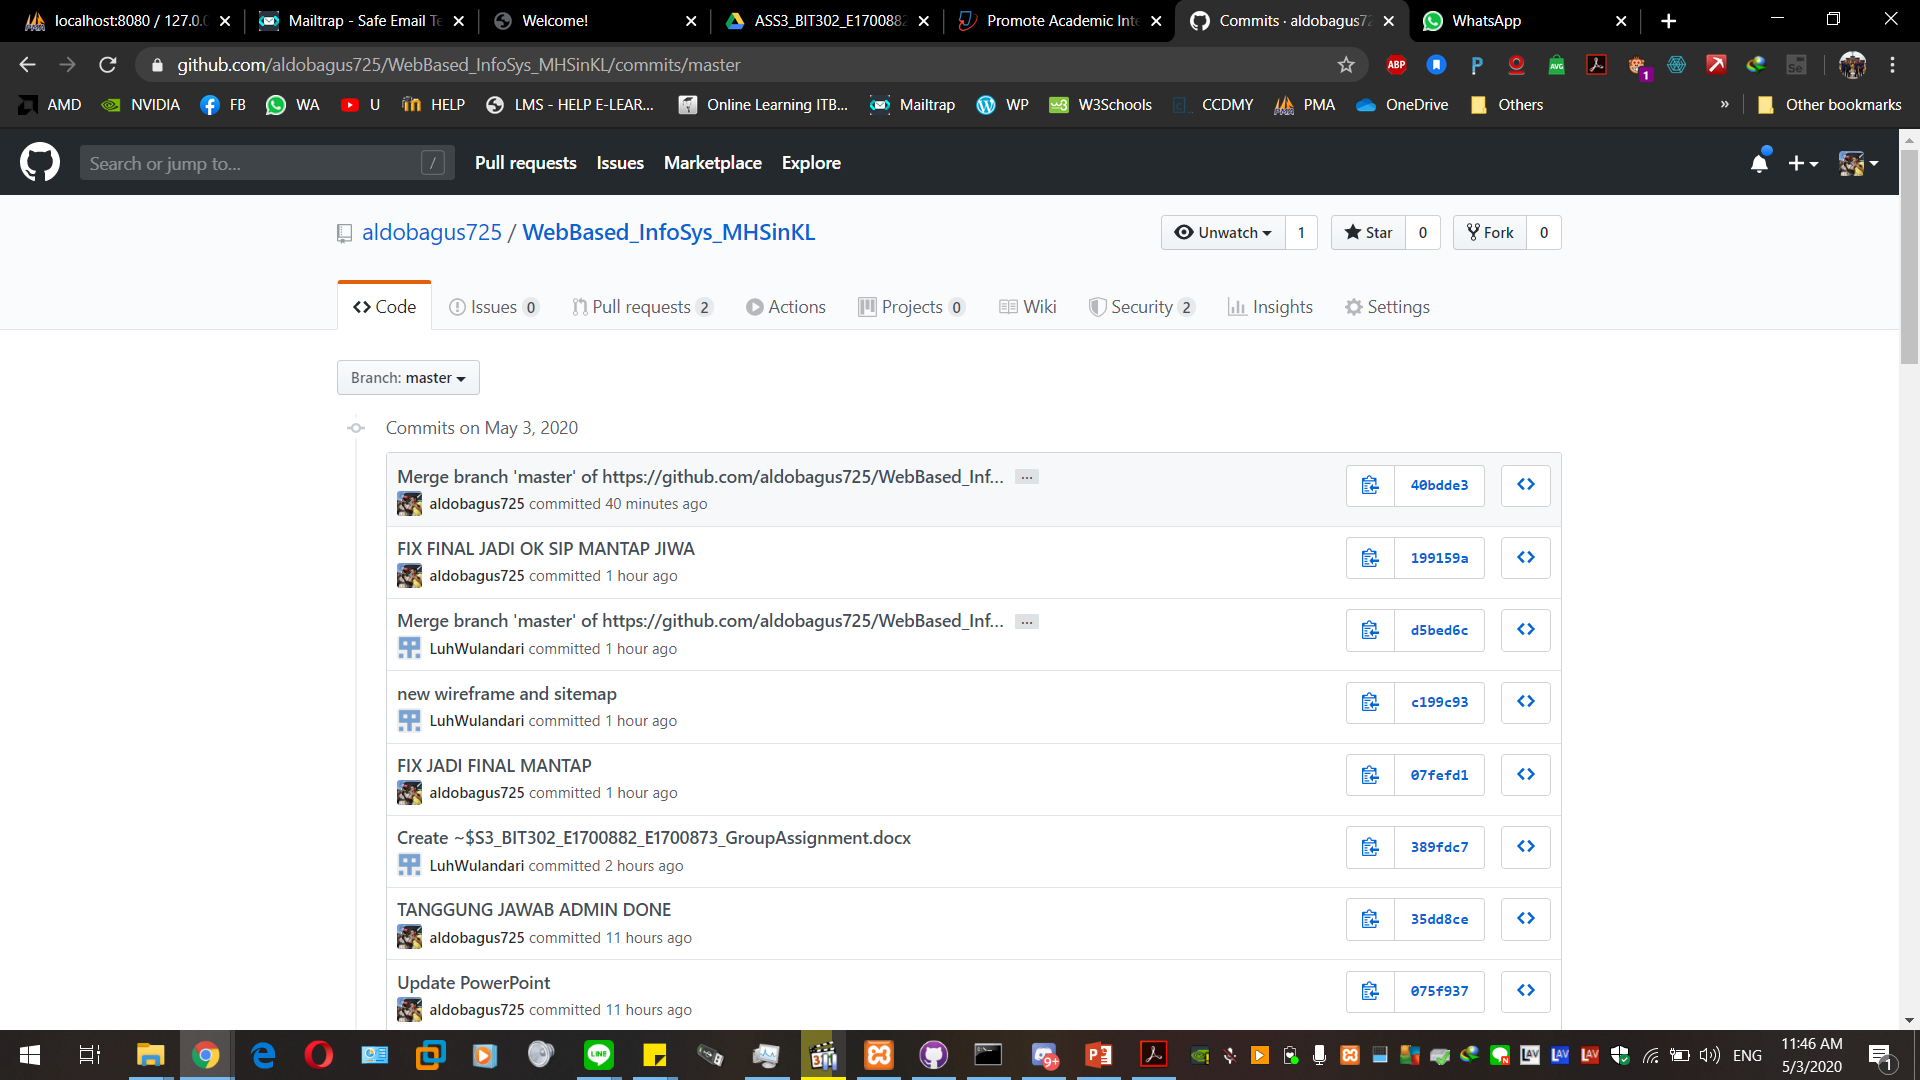 localhost:8080 / 127.0.0
Mailtrap - Safe Email Te
Welcome!
ASS3_BIT302_E1700882
Promote Academic Inte
Commits · aldobagus72
WhatsApp
github.com/aldobagus725/WebBased_InfoSys_MHSinKL/commits/master
AMD
NVIDIA
FB
WA
U
HELP
LMS - HELP E-LEAR...
Online Learning ITB...
Mailtrap
WP
W3Schools
CCDMY
PMA
OneDrive
Others
»
Other bookmarks
Search or jump to...
/
Pull requests
Issues
Marketplace
Explore
aldobagus725 / WebBased_InfoSys_MHSinKL
Unwatch 1
Star 0
Fork 0
Code
Issues 0
Pull requests 2
Actions
Projects 0
Wiki
Security 2
Insights
Settings
Branch: master
Commits on May 3, 2020
Merge branch 'master' of https://github.com/aldobagus725/WebBased_Inf... ...
aldobagus725 committed 40 minutes ago
40bdde3
FIX FINAL JADI OK SIP MANTAP JIWA
aldobagus725 committed 1 hour ago
199159a
Merge branch 'master' of https://github.com/aldobagus725/WebBased_Inf... ...
LuhWulandari committed 1 hour ago
d5bed6c
new wireframe and sitemap
LuhWulandari committed 1 hour ago
c199c93
FIX JADI FINAL MANTAP
aldobagus725 committed 1 hour ago
07fefd1
Create ~$S3_BIT302_E1700882_E1700873_GroupAssignment.docx
LuhWulandari committed 2 hours ago
389fdc7
TANGGUNG JAWAB ADMIN DONE
aldobagus725 committed 11 hours ago
35dd8ce
Update PowerPoint
aldobagus725 committed 11 hours ago
075f937
ENG
11:46 AM
5/3/2020
1